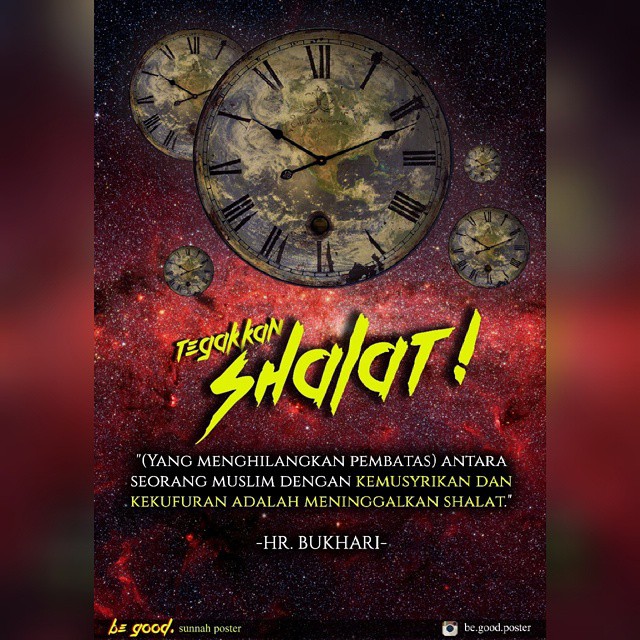 TEGAKKAN
SHALAT!
"(YANG MENGHILANGKAN PEMBATAS) ANTARA
SEORANG MUSLIM DENGAN KEMUSYRIKAN DAN
KEKUFURAN ADALAH MENINGGALKAN SHALAT."
-HR. BUKHARI-
be good. sunnah poster
be.good.poster